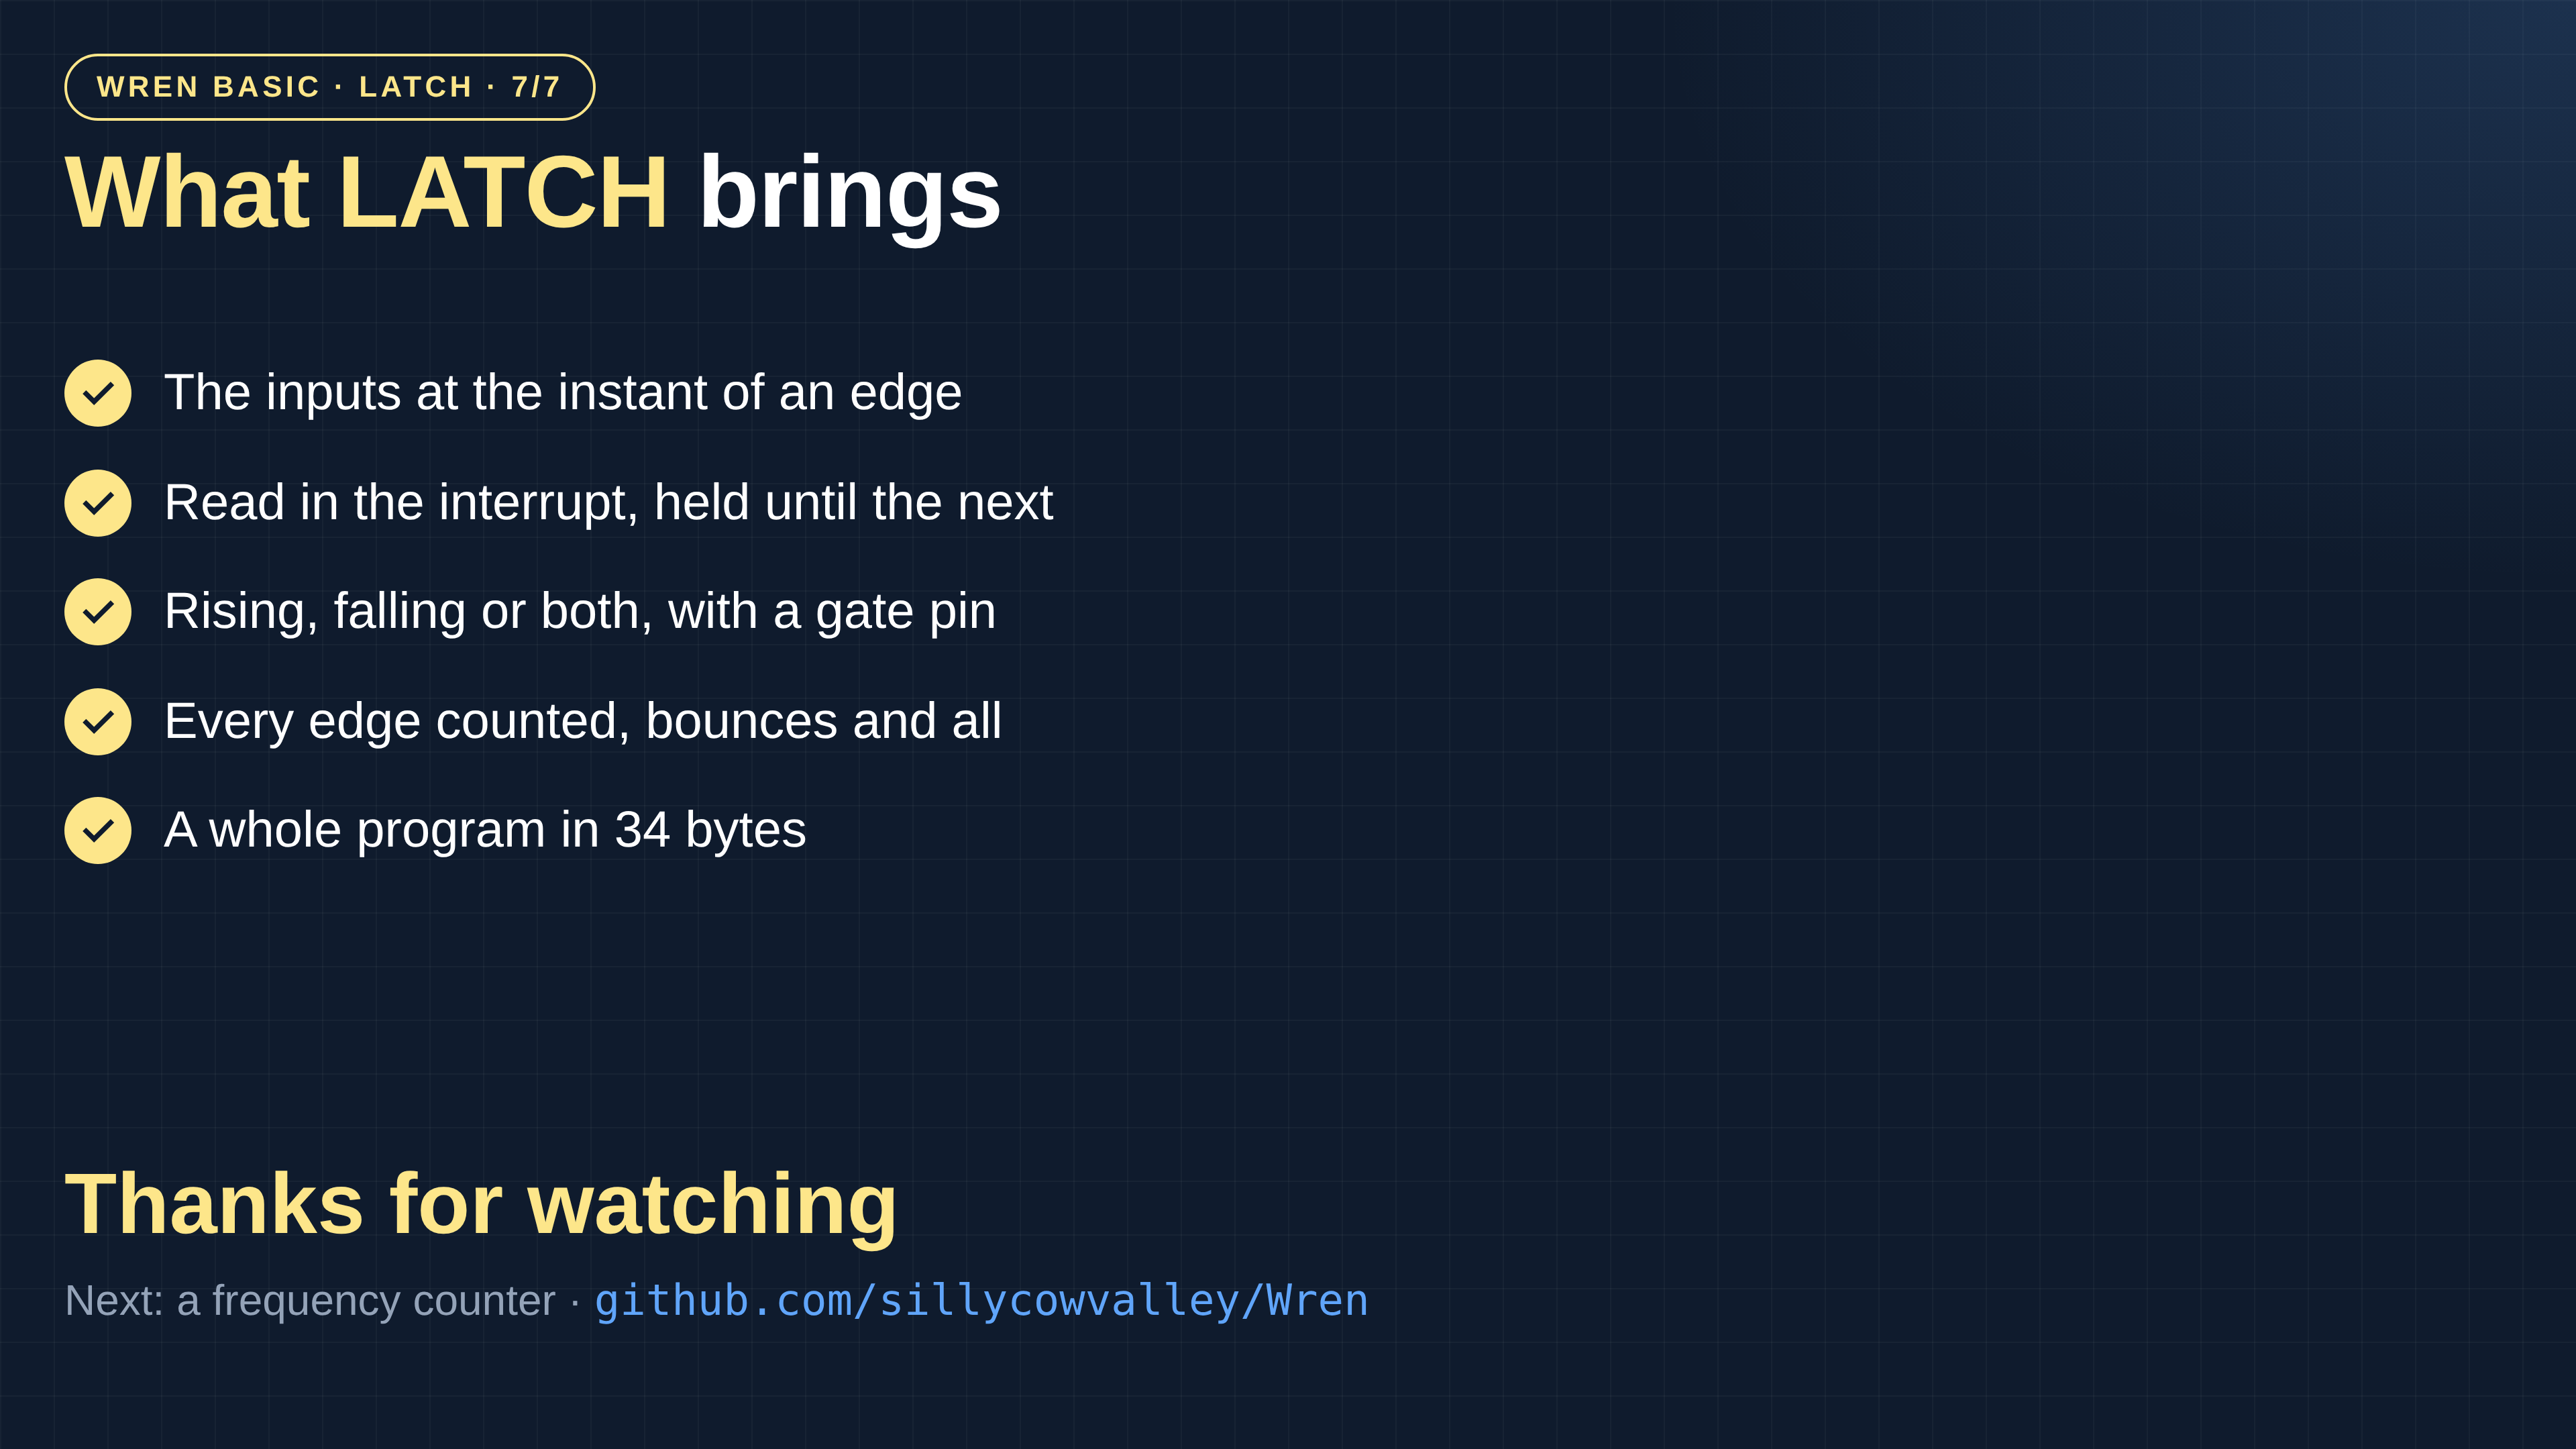 WREN BASIC · LATCH · 7/7
What LATCH brings
The inputs at the instant of an edge
Read in the interrupt, held until the next
Rising, falling or both, with a gate pin
Every edge counted, bounces and all
A whole program in 34 bytes
Thanks for watching
Next: a frequency counter · github.com/sillycowvalley/Wren